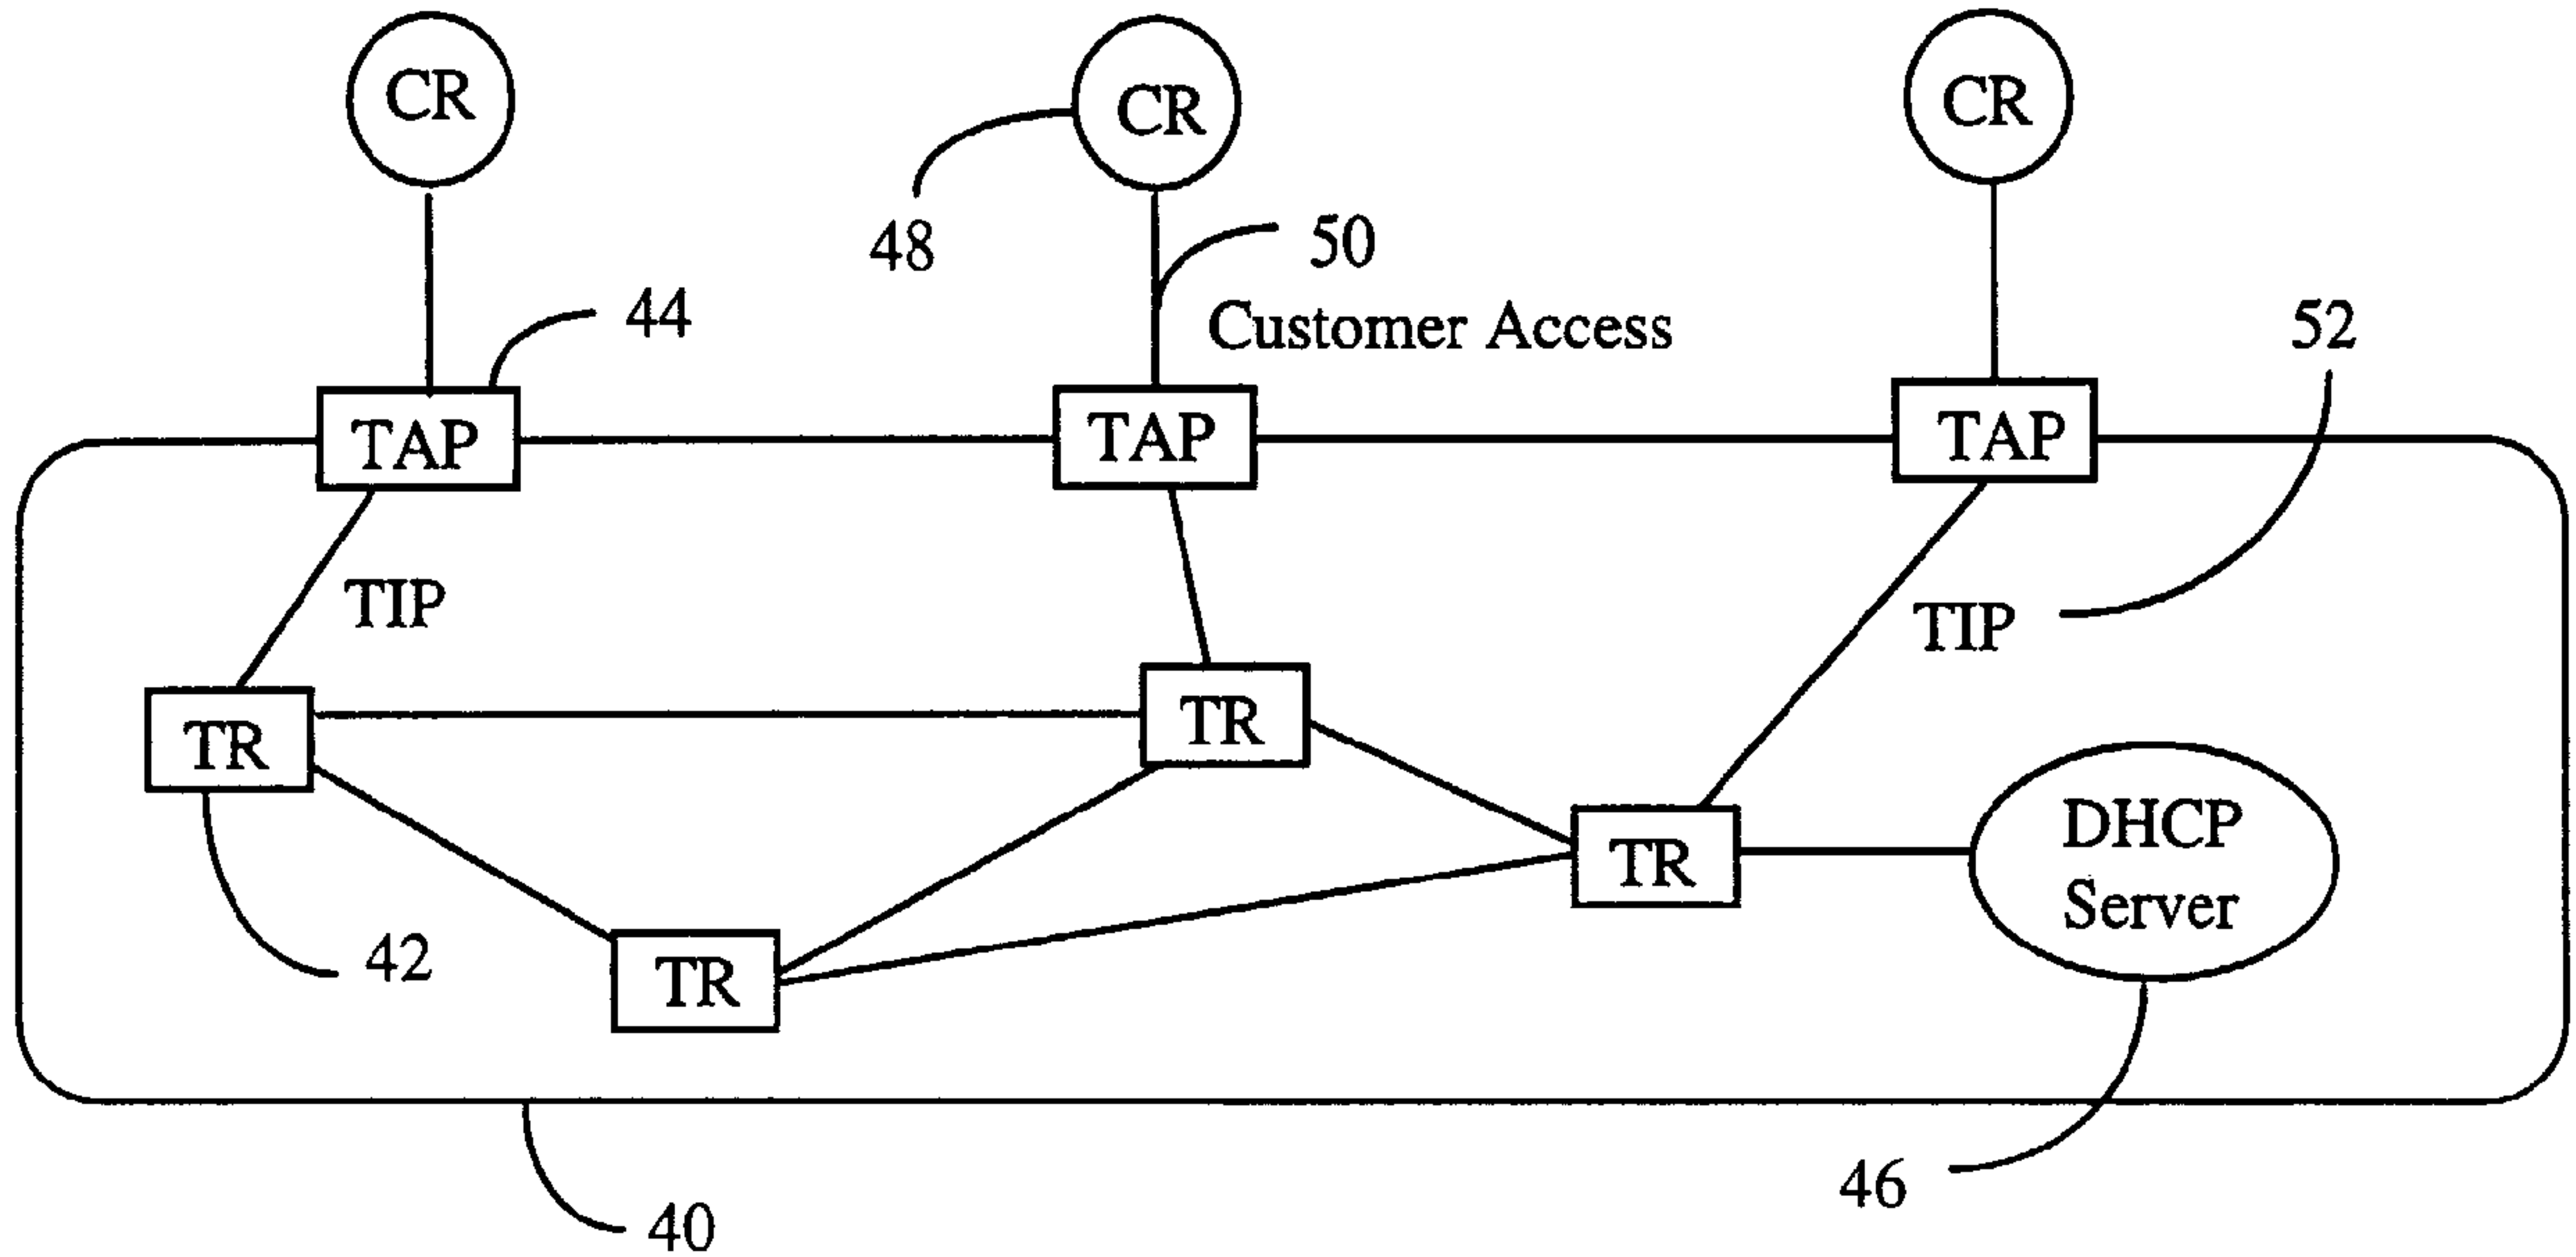 CR
CR
CR
48
50
44
Customer Access
52
TAP
TAP
TAP
TIP
TIP
TR
TR
TR
DHCP
Server
42
TR
46
40